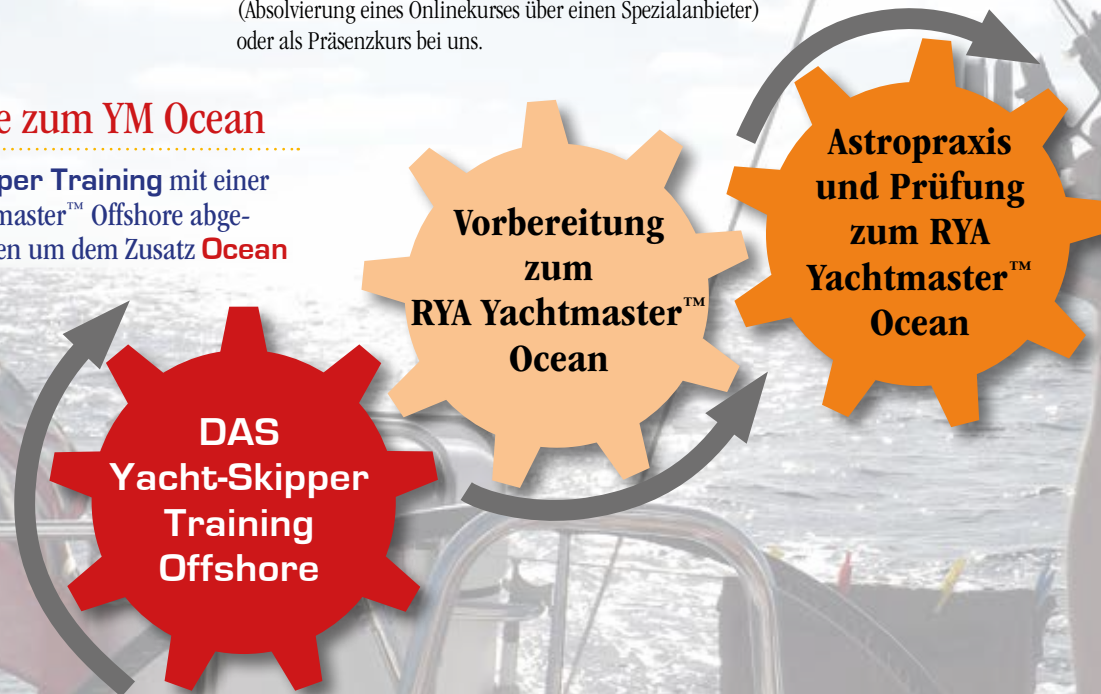 (Absolvierung eines Onlinekurses über einen Spezialanbieter)
oder als Präsenzkurs bei uns.
e zum YM Ocean
per Training mit einer
master™ Offshore abge-
en um dem Zusatz Ocean
DAS
Yacht-Skipper
Training
Offshore
Vorbereitung
zum
RYA Yachtmaster™
Ocean
Astropraxis
und Prüfung
zum RYA
Yachtmaster™
Ocean